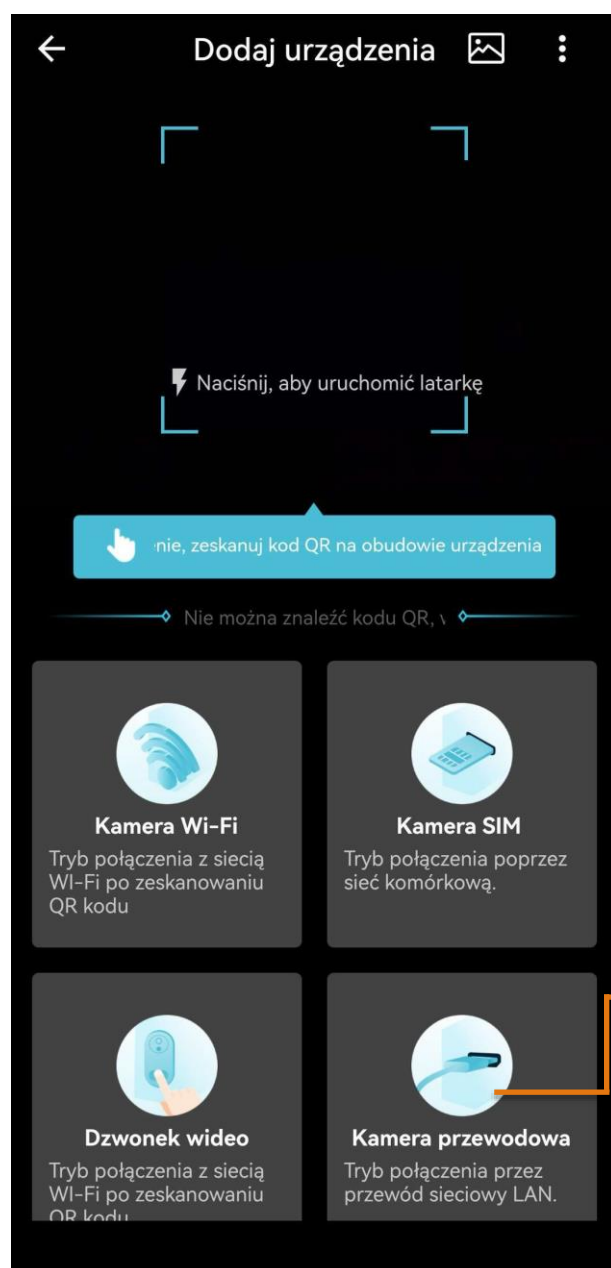 Dodaj urządzenia
Naciśnij, aby uruchomić latarkę
nie, zeskanuj kod QR na obudowie urządzenia
Nie można znaleźć kodu QR,
Kamera Wi-Fi
Tryb połączenia z siecią
WI-Fi po zeskanowaniu
QR kodu
Kamera SIM
Tryb połączenia poprzez
sieć komórkową.
Dzwonek wideo
Tryb połączenia z siecią
WI-Fi po zeskanowaniu
QR kodu
Kamera przewodowa
Tryb połączenia przez
przewód sieciowy LAN.